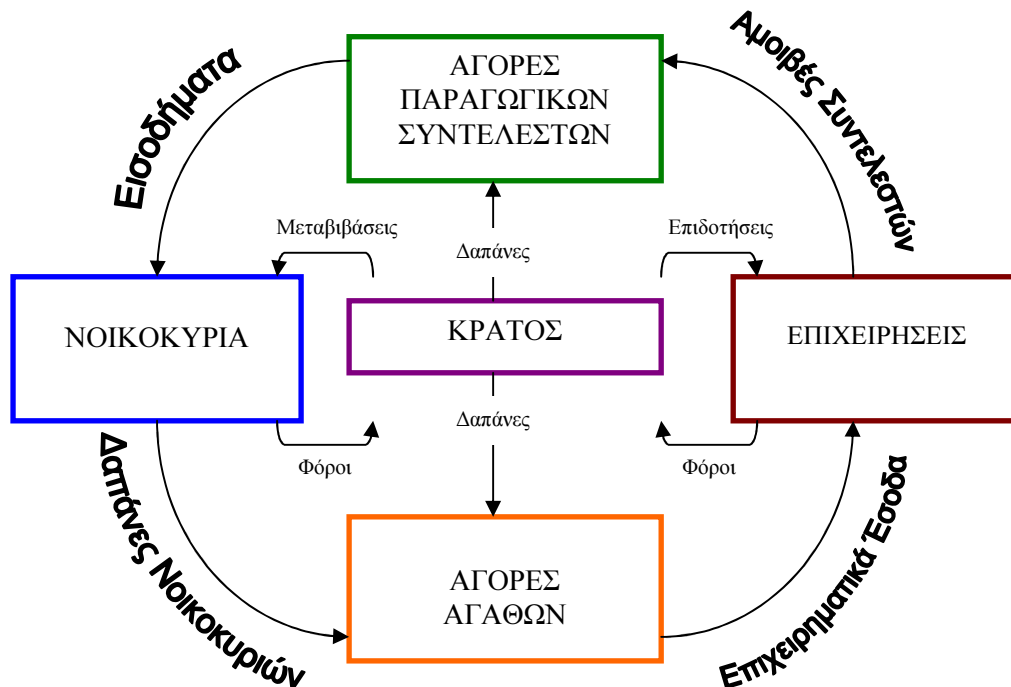 Εισοδήματα
ΑΓΟΡΕΣ
ΠΑΡΑΓΩΓΙΚΩΝ
ΣΥΝΤΕΛΕΣΤΩΝ
Αμοιβές Συντελεστών
Μεταβιβάσεις
Δαπάνες
Επιδοτήσεις
ΝΟΙΚΟΚΥΡΙΑ
ΚΡΑΤΟΣ
ΕΠΙΧΕΙΡΗΣΕΙΣ
Φόροι
Δαπάνες
Φόροι
Δαπάνες Νοικοκυριών
ΑΓΟΡΕΣ
ΑΓΑΘΩΝ
Επιχειρηματικά Έσοδα